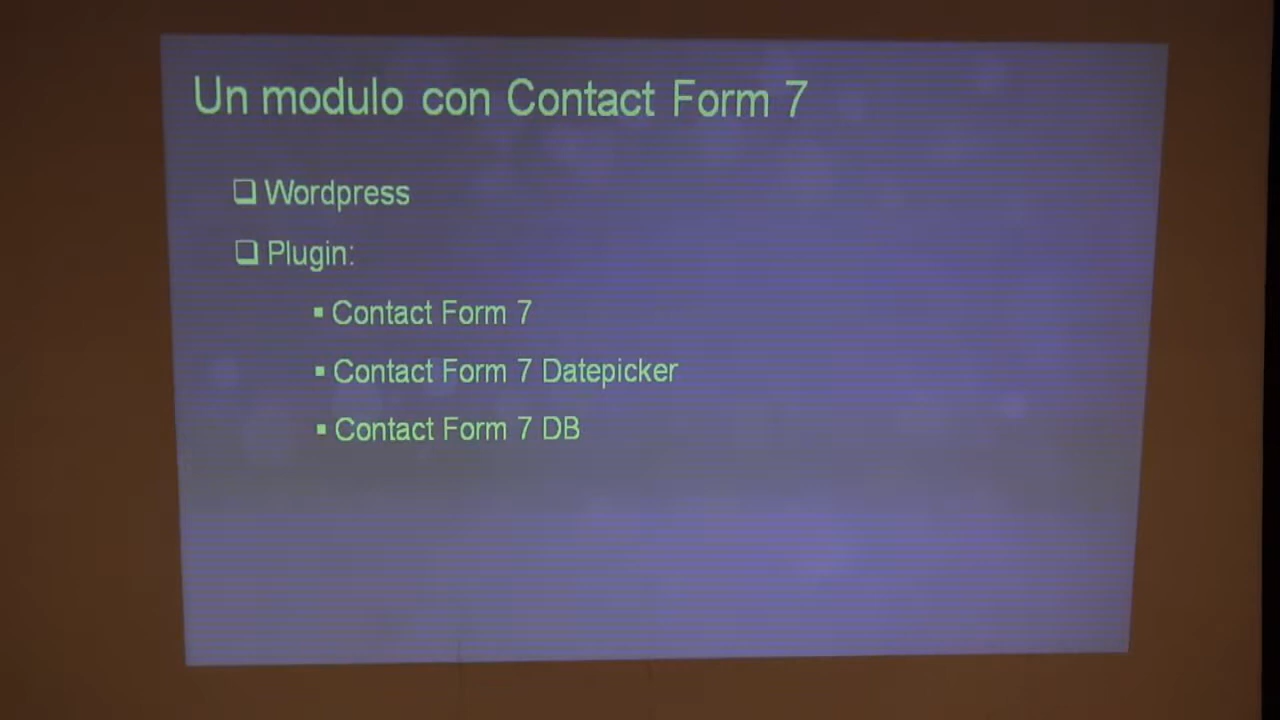 Un modulo con Contact Form 7
❑ Wordpress
❑ Plugin:
▪ Contact Form 7
▪ Contact Form 7 Datepicker
▪ Contact Form 7 DB